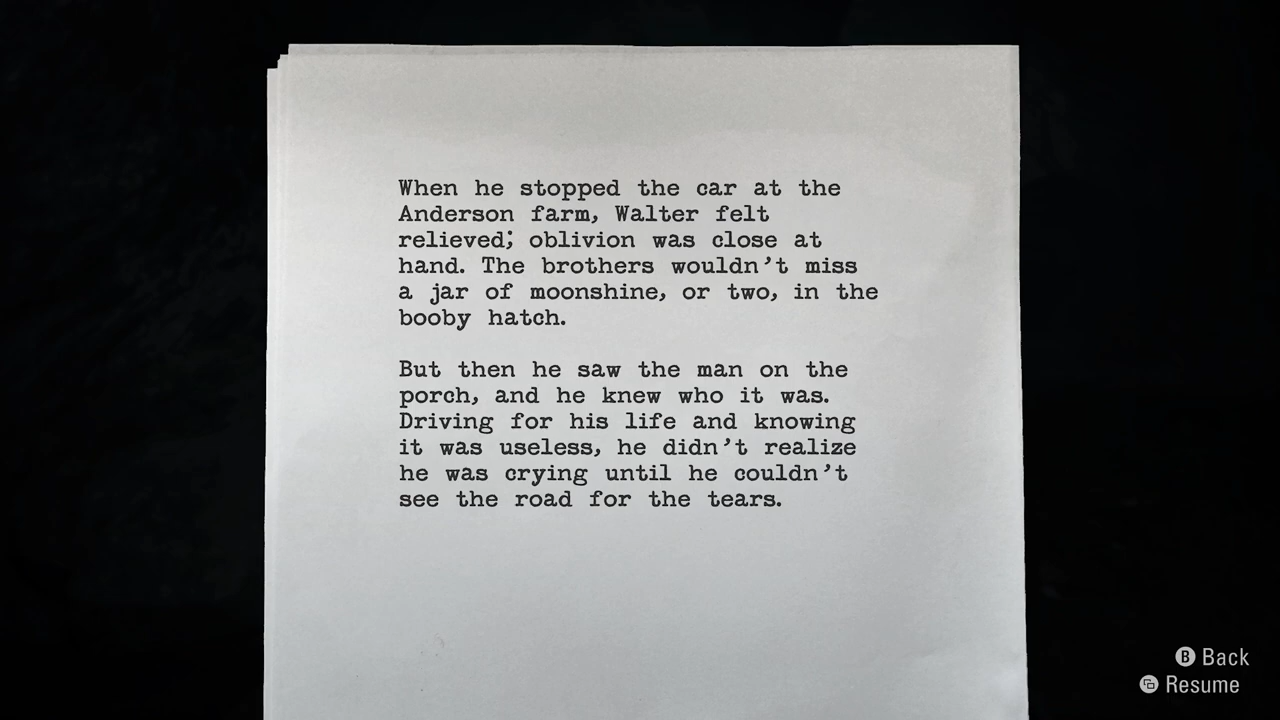 When he stopped the car at the
Anderson farm, Walter felt
relieved; oblivion was close at
hand. The brothers wouldn't miss
a jar of moonshine, or two, in the
booby hatch.
But then he saw the man on the
porch, and he knew who it was.
Driving for his life and knowing
it was useless, he didn't realize
he was crying until he couldn't
see the road for the tears.
B Back
Resume